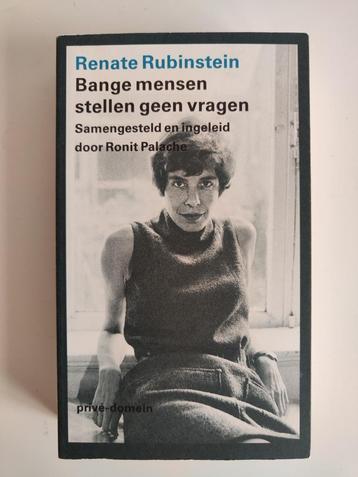 Renate Rubinstein
Bange mensen
stellen geen vragen
Samengesteld en ingeleid
door Ronit Palache
privé-domein